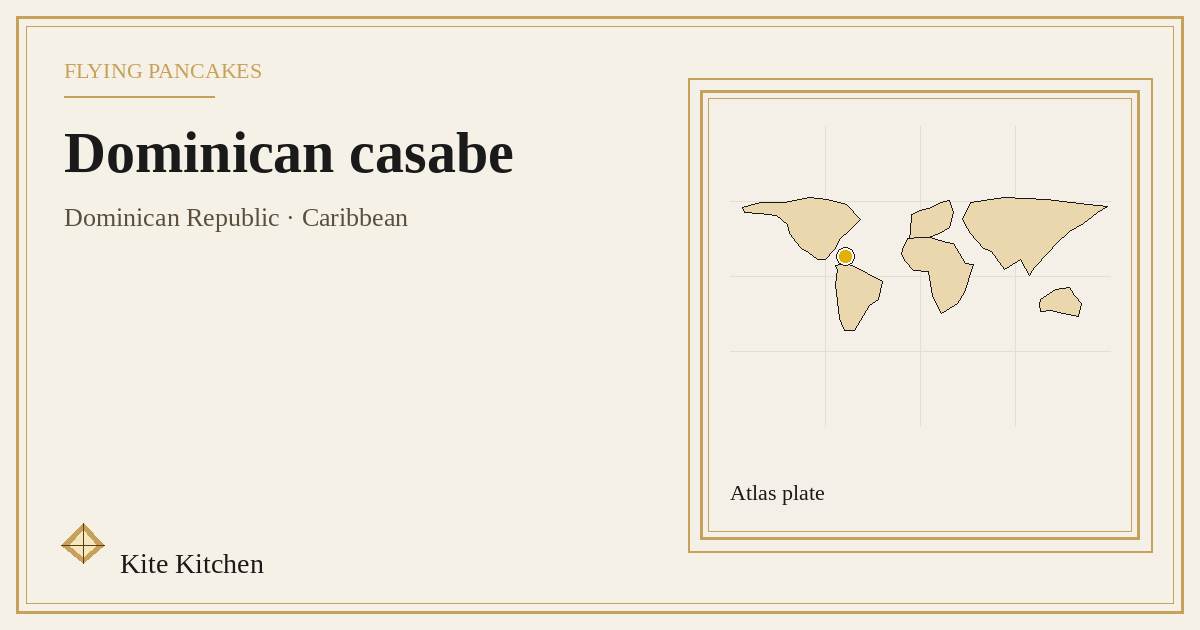 FLYING PANCAKES
Dominican casabe
Dominican Republic · Caribbean
Atlas plate
Kite Kitchen